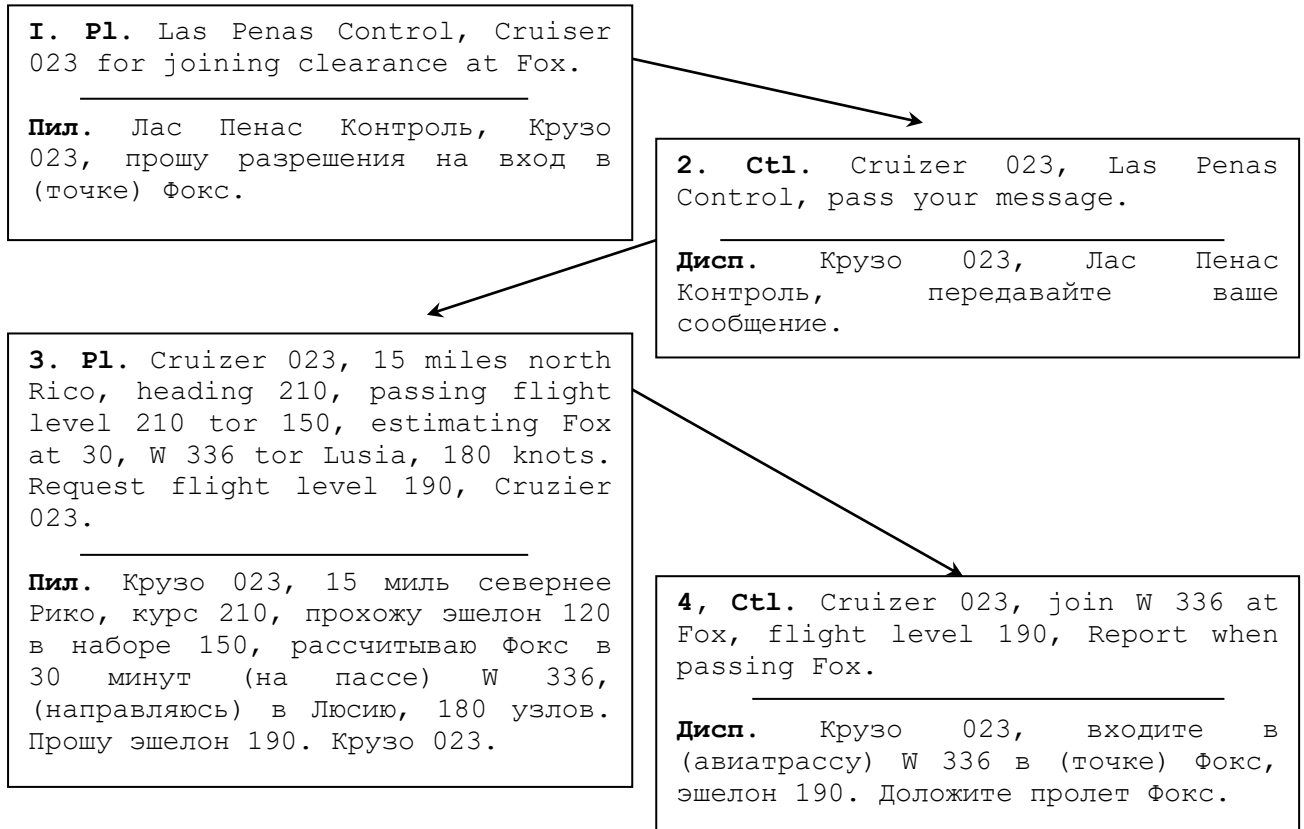 I. Pl. Las Penas Control, Cruiser
023 for joining clearance at Fox.
Пил. Лас Пенас Контроль, Крузо
023, прошу разрешения на вход в
(точке) Фокс.
2. Ctl. Cruizer 023, Las Penas
Control, pass your message.
Дисп. Крузо 023, Лас Пенас
Контроль, передавайте ваше
сообщение.
3. Pl. Cruizer 023, 15 miles north
Rico, heading 210, passing flight
level 210 tor 150, estimating Fox
at 30, W 336 tor Lusia, 180 knots.
Request flight level 190, Cruzier
023.
Пил. Крузо 023, 15 миль севернее
Рико, курс 210, прохожу эшелон 120
в наборе 150, рассчитываю Фокс в
30 минут (на пассе) W 336,
(направляюсь) в Люсию, 180 узлов.
Прошу эшелон 190. Крузо 023.
4, Ctl. Cruizer 023, join W 336 at
Fox, flight level 190, Report when
passing Fox.
Дисп. Крузо 023, входите в
(авиатрассу) W 336 в (точке) Фокс,
эшелон 190. Доложите пролет Фокс.